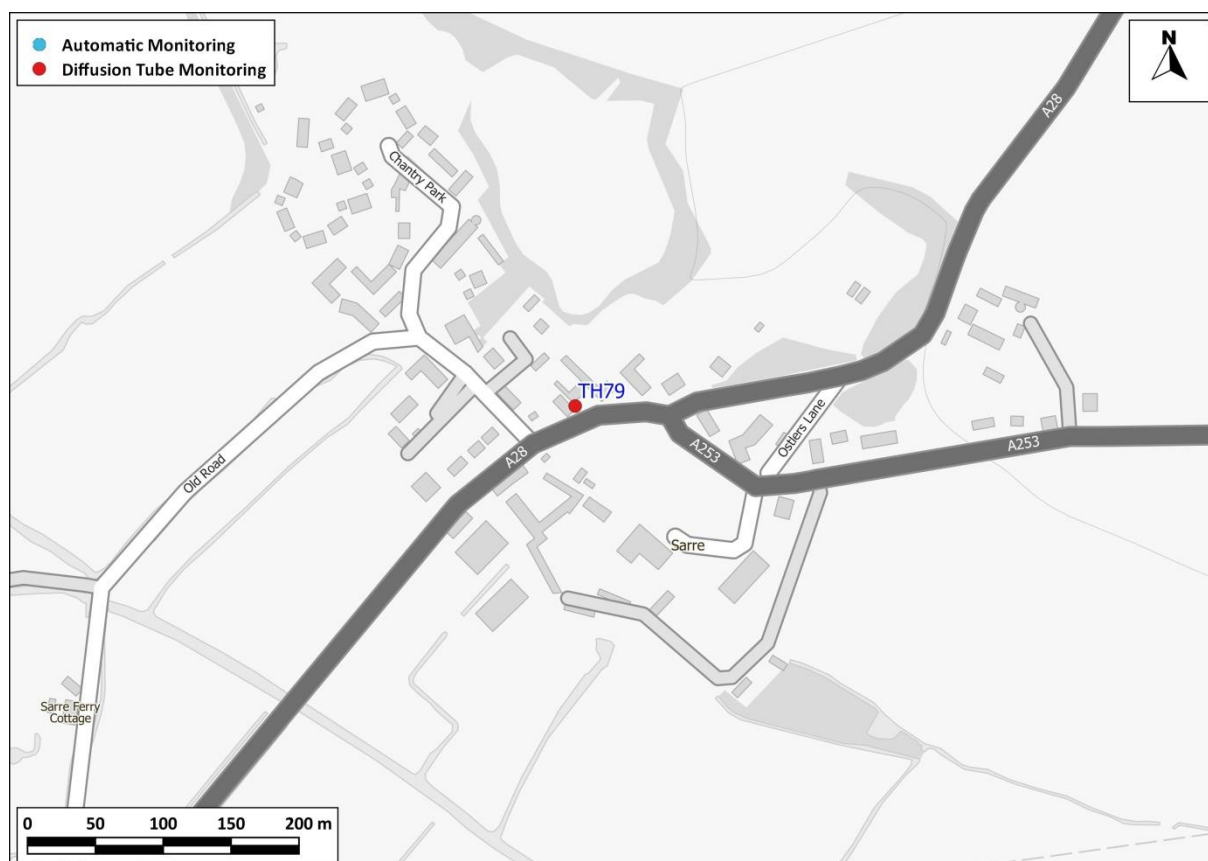 Automatic Monitoring
Diffusion Tube Monitoring
N
A28
Chantry Park
TH79
Ostlers Lane
A253
A253
A28
Old Road
Sarre
Sarre Ferry
Cottage
0 50 100 150 200 m